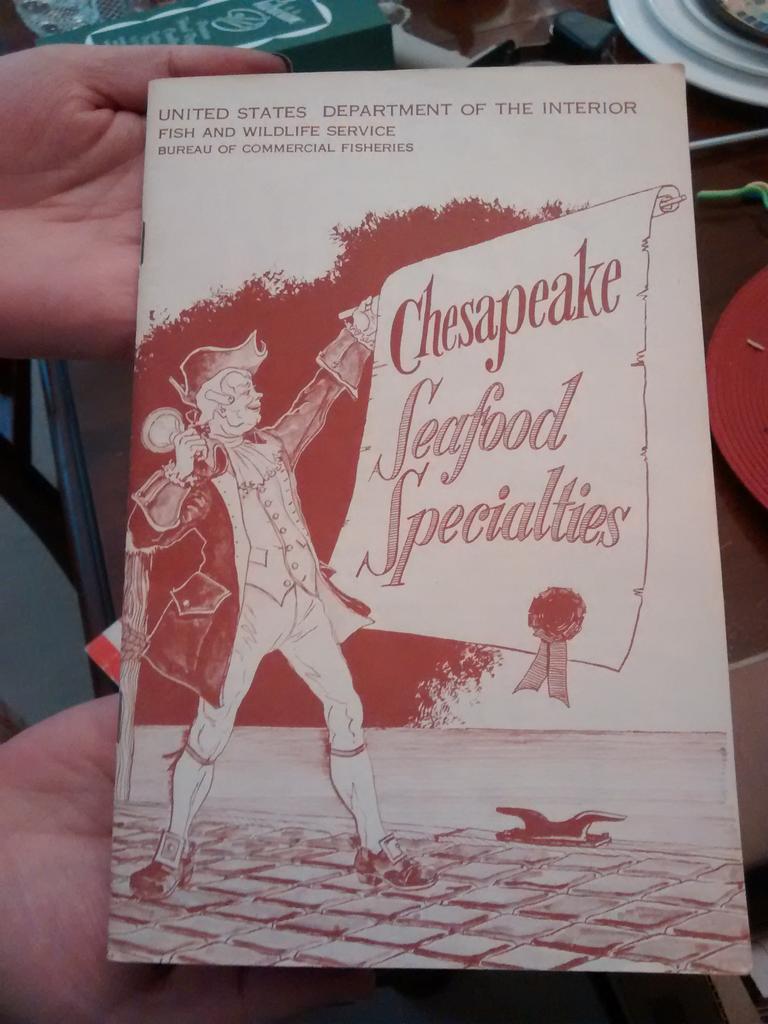 UNITED STATES DEPARTMENT OF THE INTERIOR
FISH AND WILDLIFE SERVICE
BUREAU OF COMMERCIAL FISHERIES
Chesapeake
Seafood
Specialties